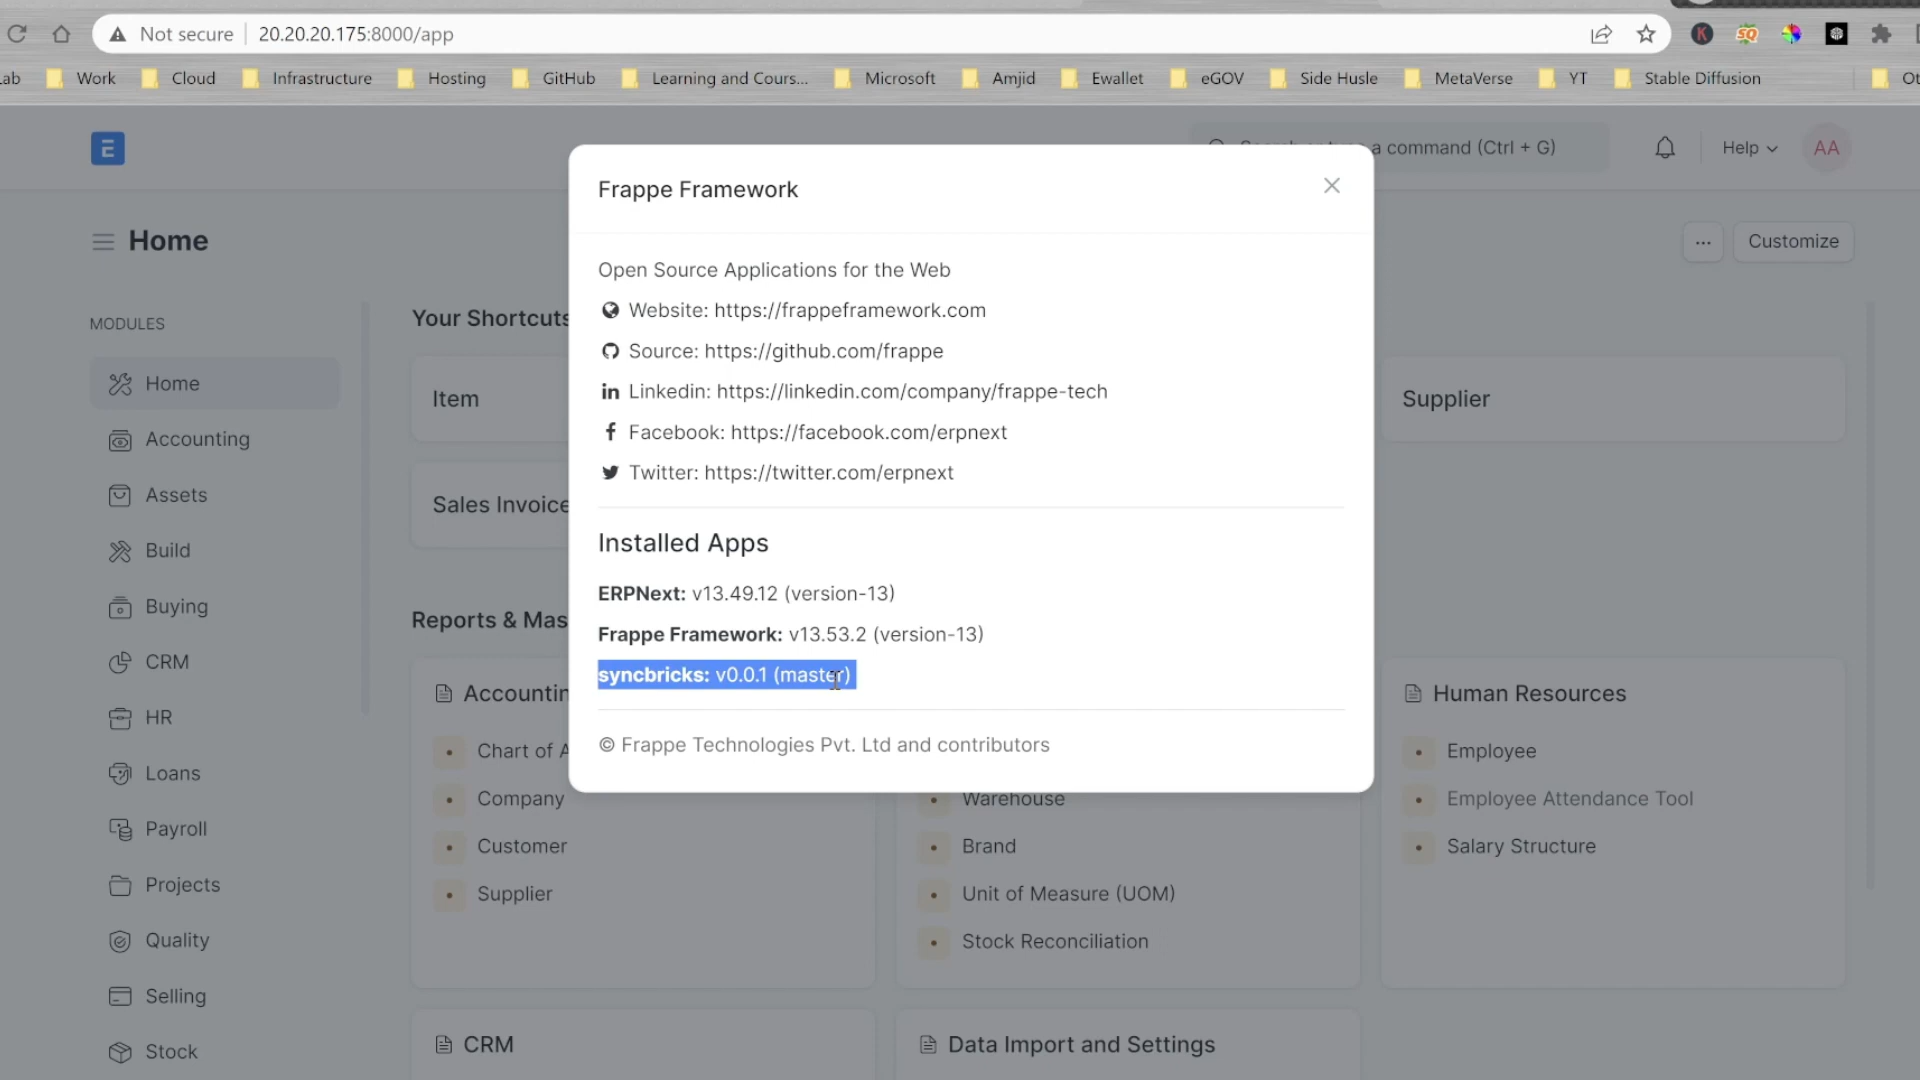 Not secure
20.20.20.175:8000/app
Work
Cloud
Infrastructure
Hosting
GitHub
Learning and Cours...
Microsoft
Amjid
Ewallet
eGOV
Side Husle
MetaVerse
YT
Stable Diffusion
a command (Ctrl + G)
Help
AA
Home
...
Customize
MODULES
Home
Accounting
Assets
Build
Buying
CRM
HR
Loans
Payroll
Projects
Quality
Selling
Stock
Your Shortcuts
Item
Supplier
Sales Invoice
Reports & Mas
Accountin
Chart of A
Company
Customer
Supplier
Warehouse
Brand
Unit of Measure (UOM)
Stock Reconciliation
Human Resources
Employee
Employee Attendance Tool
Salary Structure
CRM
Data Import and Settings
Frappe Framework
Open Source Applications for the Web
Website: https://frappeframework.com
Source: https://github.com/frappe
Linkedin: https://linkedin.com/company/frappe-tech
Facebook: https://facebook.com/erpnext
Twitter: https://twitter.com/erpnext
Installed Apps
ERPNext: v13.49.12 (version-13)
Frappe Framework: v13.53.2 (version-13)
syncbricks: v0.0.1 (master)
© Frappe Technologies Pvt. Ltd and contributors